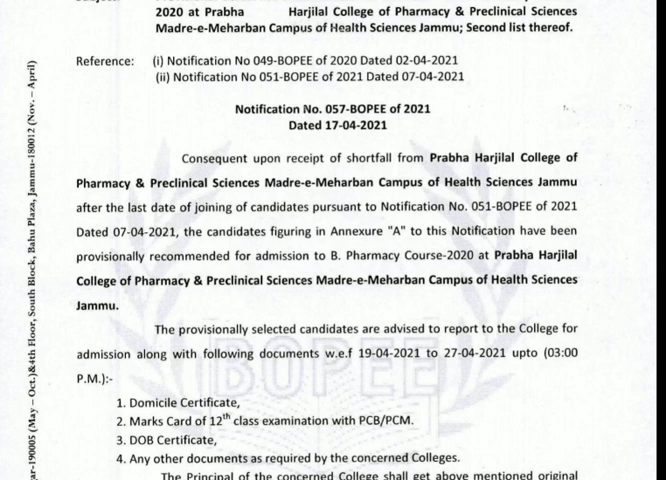 2020 at Prabha Harjilal College of Pharmacy & Preclinical Sciences
Madre-e-Meharban Campus of Health Sciences Jammu; Second list thereof.
Reference: (i) Notification No 049-BOPEE of 2020 Dated 02-04-2021
(ii) Notification No 051-BOPEE of 2021 Dated 07-04-2021
Notification No. 057-BOPEE of 2021
Dated 17-04-2021
Consequent upon receipt of shortfall from Prabha Harjilal College of
Pharmacy & Preclinical Sciences Madre-e-Meharban Campus of Health Sciences Jammu
after the last date of joining of candidates pursuant to Notification No. 051-BOPEE of 2021
Dated 07-04-2021, the candidates figuring in Annexure "A" to this Notification have been
provisionally recommended for admission to B. Pharmacy Course-2020 at Prabha Harjilal
College of Pharmacy & Preclinical Sciences Madre-e-Meharban Campus of Health Sciences
Jammu.
The provisionally selected candidates are advised to report to the College for
admission along with following documents w.e.f 19-04-2021 to 27-04-2021 upto (03:00
P.M.):-
1. Domicile Certificate,
2. Marks Card of 12th class examination with PCB/PCM.
3. DOB Certificate,
4. Any other documents as required by the concerned Colleges.
The Principal of the concerned College shall get above mentioned original
ar-190005 (May – Oct.)&4th Floor, South Block, Bahu Plaza, Jammu-180012 (Nov. – April)
BOPEE